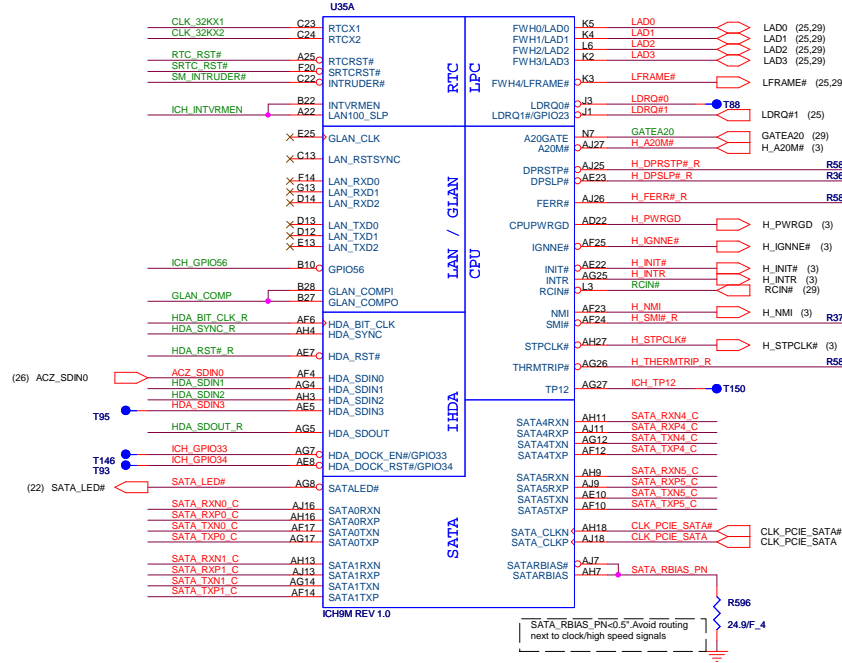 U35A
CLK_32KX1 C23 RTCX1
CLK_32KX2 C24 RTCX2
RTC_RST# A25 RTCRST#
SRTC_RST# F20 SRTCRST#
SM_INTRUDER# C22 INTRUDER#
ICH_INTVRMEN B22 INTVRMEN
A22 LAN100_SLP
E25 GLAN_CLK
C13 LAN_RSTSYNC
F14 LAN_RXD0
G13 LAN_RXD1
D14 LAN_RXD2
D13 LAN_TXD0
D12 LAN_TXD1
E13 LAN_TXD2
ICH_GPIO56 B10 GPIO56
B28 GLAN_COMPI
GLAN_COMP B27 GLAN_COMPO
HDA_BIT_CLK_R AF6 HDA_BIT_CLK
HDA_SYNC_R AH4 HDA_SYNC
HDA_RST#_R AE7 HDA_RST#
(26) ACZ_SDIN0 ACZ_SDIN0 AF4 HDA_SDIN0
HDA_SDIN1 AG4 HDA_SDIN1
HDA_SDIN2 AH3 HDA_SDIN2
T95 HDA_SDIN3 AE5 HDA_SDIN3
HDA_SDOUT_R AG5 HDA_SDOUT
T146 ICH_GPIO33 AG7 HDA_DOCK_EN#/GPIO33
T93 ICH_GPIO34 AE8 HDA_DOCK_RST#/GPIO34
(22) SATA_LED# SATA_LED# AG8 SATALED#
SATA_RXN0_C AJ16 SATA0RXN
SATA_RXP0_C AH16 SATA0RXP
SATA_TXN0_C AF17 SATA0TXN
SATA_TXP0_C AG17 SATA0TXP
SATA_RXN1_C AH13 SATA1RXN
SATA_RXP1_C AJ13 SATA1RXP
SATA_TXN1_C AG14 SATA1TXN
SATA_TXP1_C AF14 SATA1TXP
ICH9M REV 1.0
RTC
LPC
LAN / GLAN
CPU
IHDA
SATA
FWH0/LAD0 K5 LAD0 LAD0 (25,29)
FWH1/LAD1 K4 LAD1 LAD1 (25,29)
FWH2/LAD2 L6 LAD2 LAD2 (25,29)
FWH3/LAD3 K2 LAD3 LAD3 (25,29)
FWH4/LFRAME# K3 LFRAME# LFRAME# (25,29
LDRQ0# J3 LDRQ#0 T88
LDRQ1#/GPIO23 J1 LDRQ#1 LDRQ#1 (25)
A20GATE N7 GATEA20 GATEA20 (29)
A20M# AJ27 H_A20M# H_A20M# (3)
DPRSTP# AJ25 H_DPRSTP#_R R58
DPSLP# AE23 H_DPSLP#_R R36
FERR# AJ26 H_FERR#_R R58
CPUPWRGD AD22 H_PWRGD H_PWRGD (3)
IGNNE# AF25 H_IGNNE# H_IGNNE# (3)
INIT# AE22 H_INIT# H_INIT# (3)
INTR AG25 H_INTR H_INTR (3)
RCIN# L3 RCIN# RCIN# (29)
NMI AF23 H_NMI H_NMI (3)
SMI# AF24 H_SMI#_R R37
STPCLK# AH27 H_STPCLK# H_STPCLK# (3)
THRMTRIP# AG26 H_THERMTRIP_R R58
TP12 AG27 ICH_TP12 T150
SATA4RXN AH11 SATA_RXN4_C
SATA4RXP AJ11 SATA_RXP4_C
SATA4TXN AG12 SATA_TXN4_C
SATA4TXP AF12 SATA_TXP4_C
SATA5RXN AH9 SATA_RXN5_C
SATA5RXP AJ9 SATA_RXP5_C
SATA5TXN AE10 SATA_TXN5_C
SATA5TXP AF10 SATA_TXP5_C
SATA_CLKN AH18 CLK_PCIE_SATA# CLK_PCIE_SATA#
SATA_CLKP AJ18 CLK_PCIE_SATA CLK_PCIE_SATA
SATARBIAS# AJ7
SATARBIAS AH7 SATA_RBIAS_PN
R596
24.9/F_4
SATA_RBIAS_PN<0.5" Avoid routing
next to clock/high speed signals